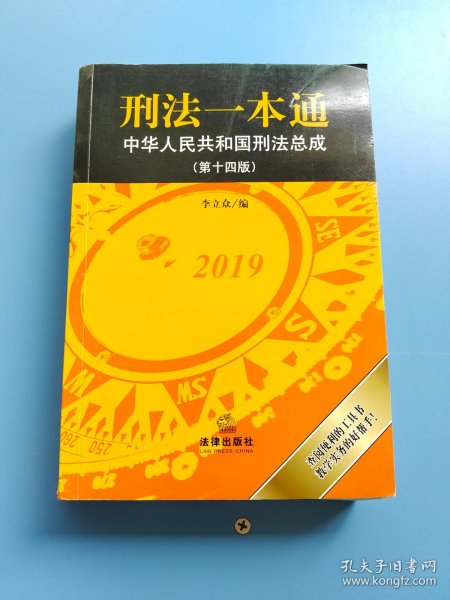 刑法一本通
中华人民共和国刑法总成
(第十四版)
李立众/编
2019
SE
S
SW
WSW
W
250
260
法律出版社
LAW PRESS·CHINA
查阅便利的工具书
教学实务的好帮手!
孔夫子旧书网
www.kongfz.com